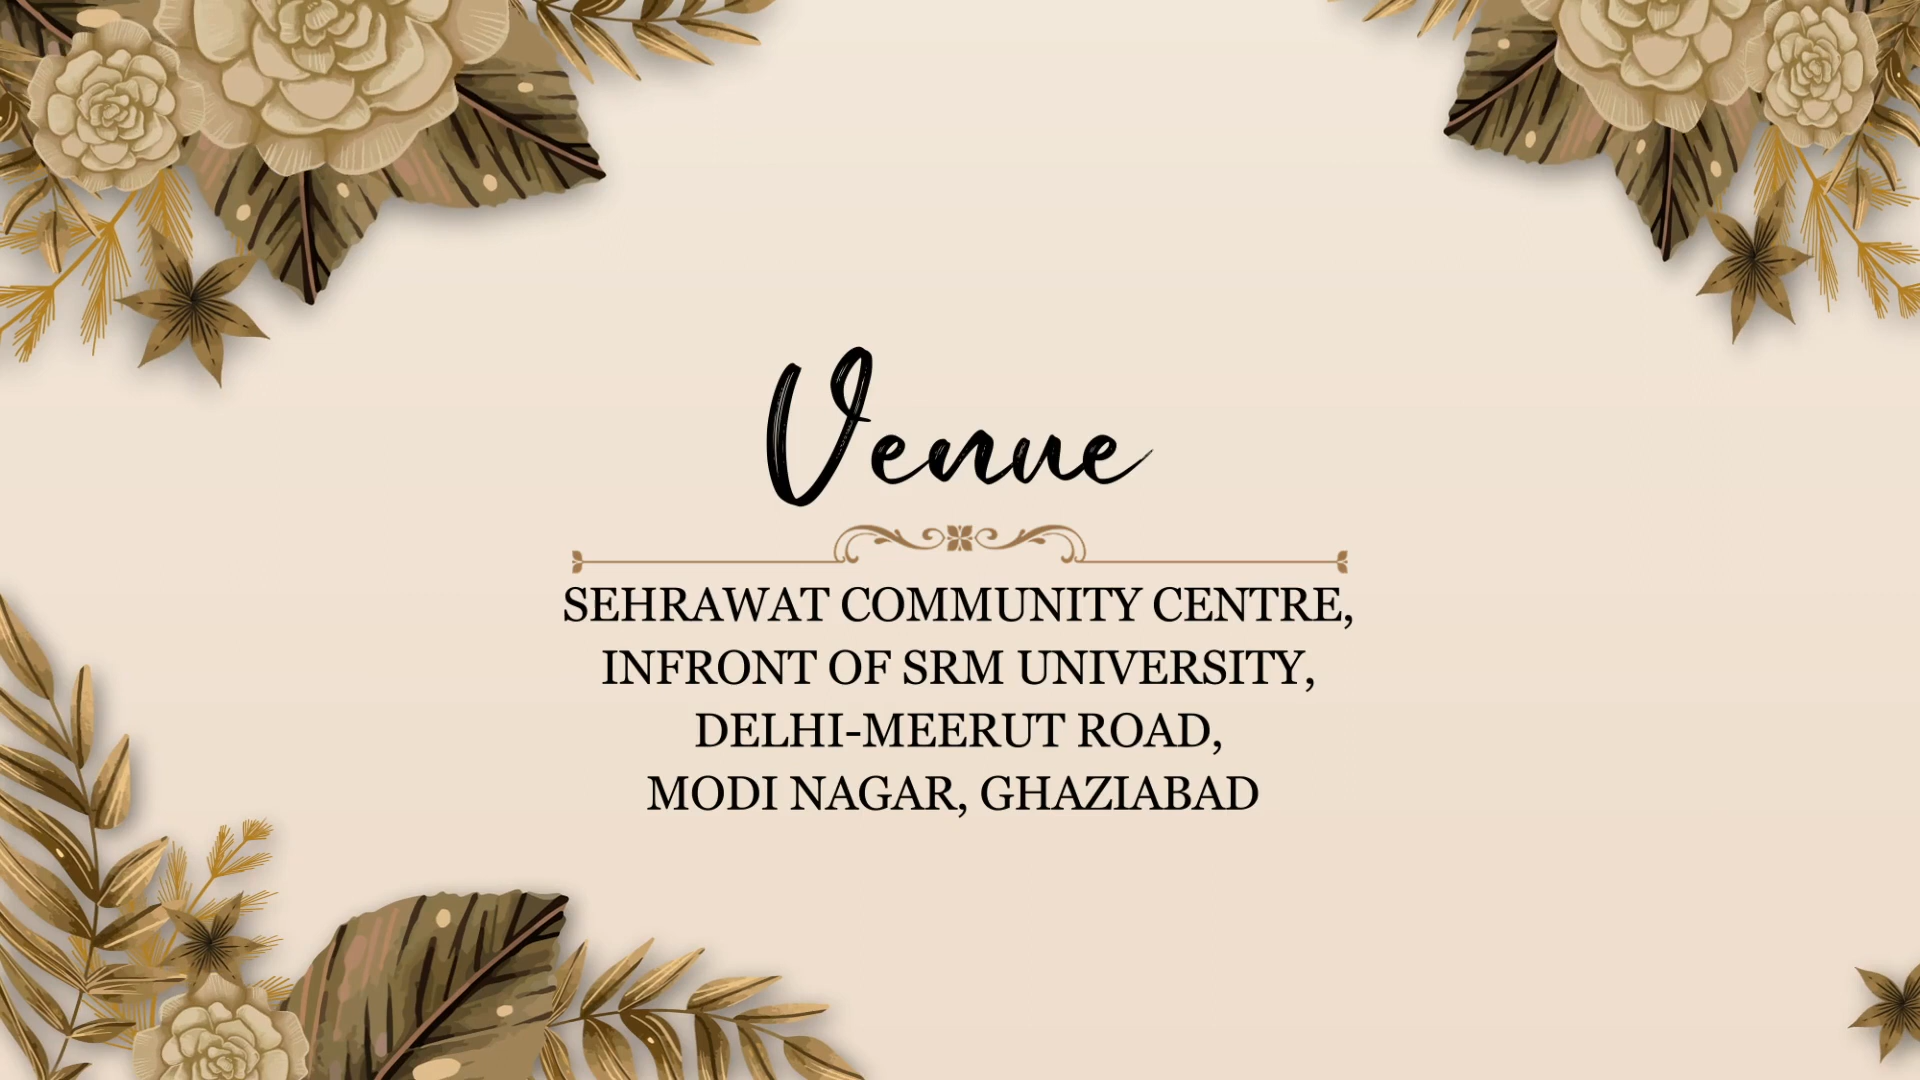 Venue
SEHRAWAT COMMUNITY CENTRE,
INFRONT OF SRM UNIVERSITY,
DELHI-MEERUT ROAD,
MODI NAGAR, GHAZIABAD